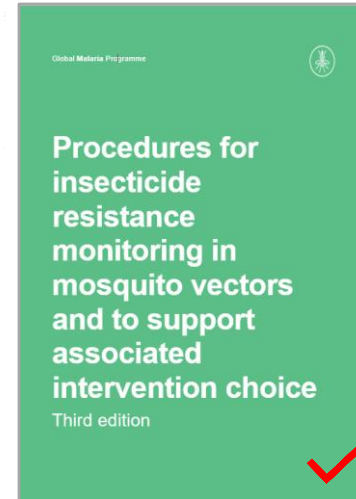 Global Malaria Programme
Procedures for
insecticide
resistance
monitoring in
mosquito vectors
and to support
associated
intervention choice
Third edition